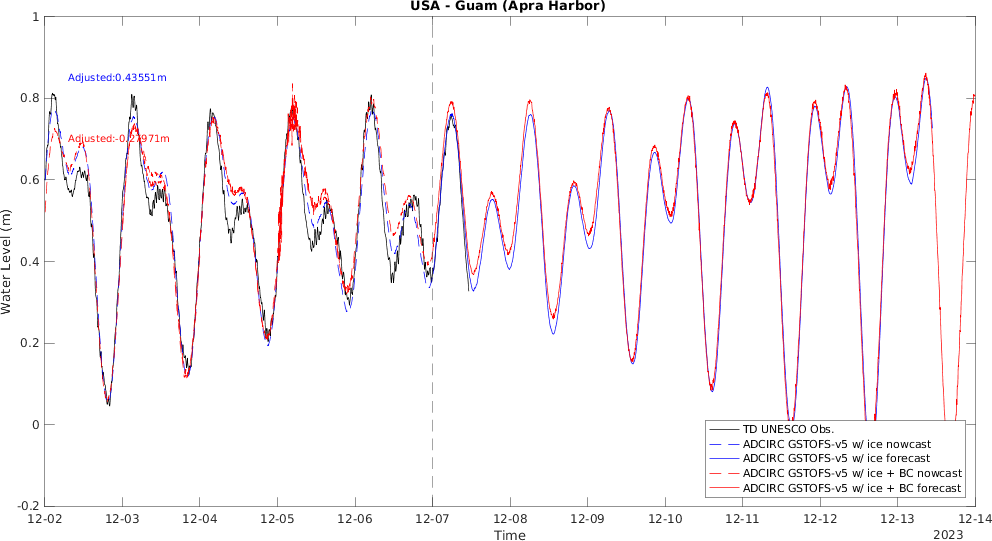 USA - Guam (Apra Harbor)
Adjusted:0.43551m
Adjusted:-0.27971m
Water Level (m)
1
0.8
0.6
0.4
0.2
0
-0.2
TD UNESCO Obs.
ADCIRC GSTOFS-v5 w/ ice nowcast
ADCIRC GSTOFS-v5 w/ ice forecast
ADCIRC GSTOFS-v5 w/ ice + BC nowcast
ADCIRC GSTOFS-v5 w/ ice + BC forecast
12-02 12-03 12-04 12-05 12-06 12-07 12-08 12-09 12-10 12-11 12-12 12-13 12-14
Time
2023